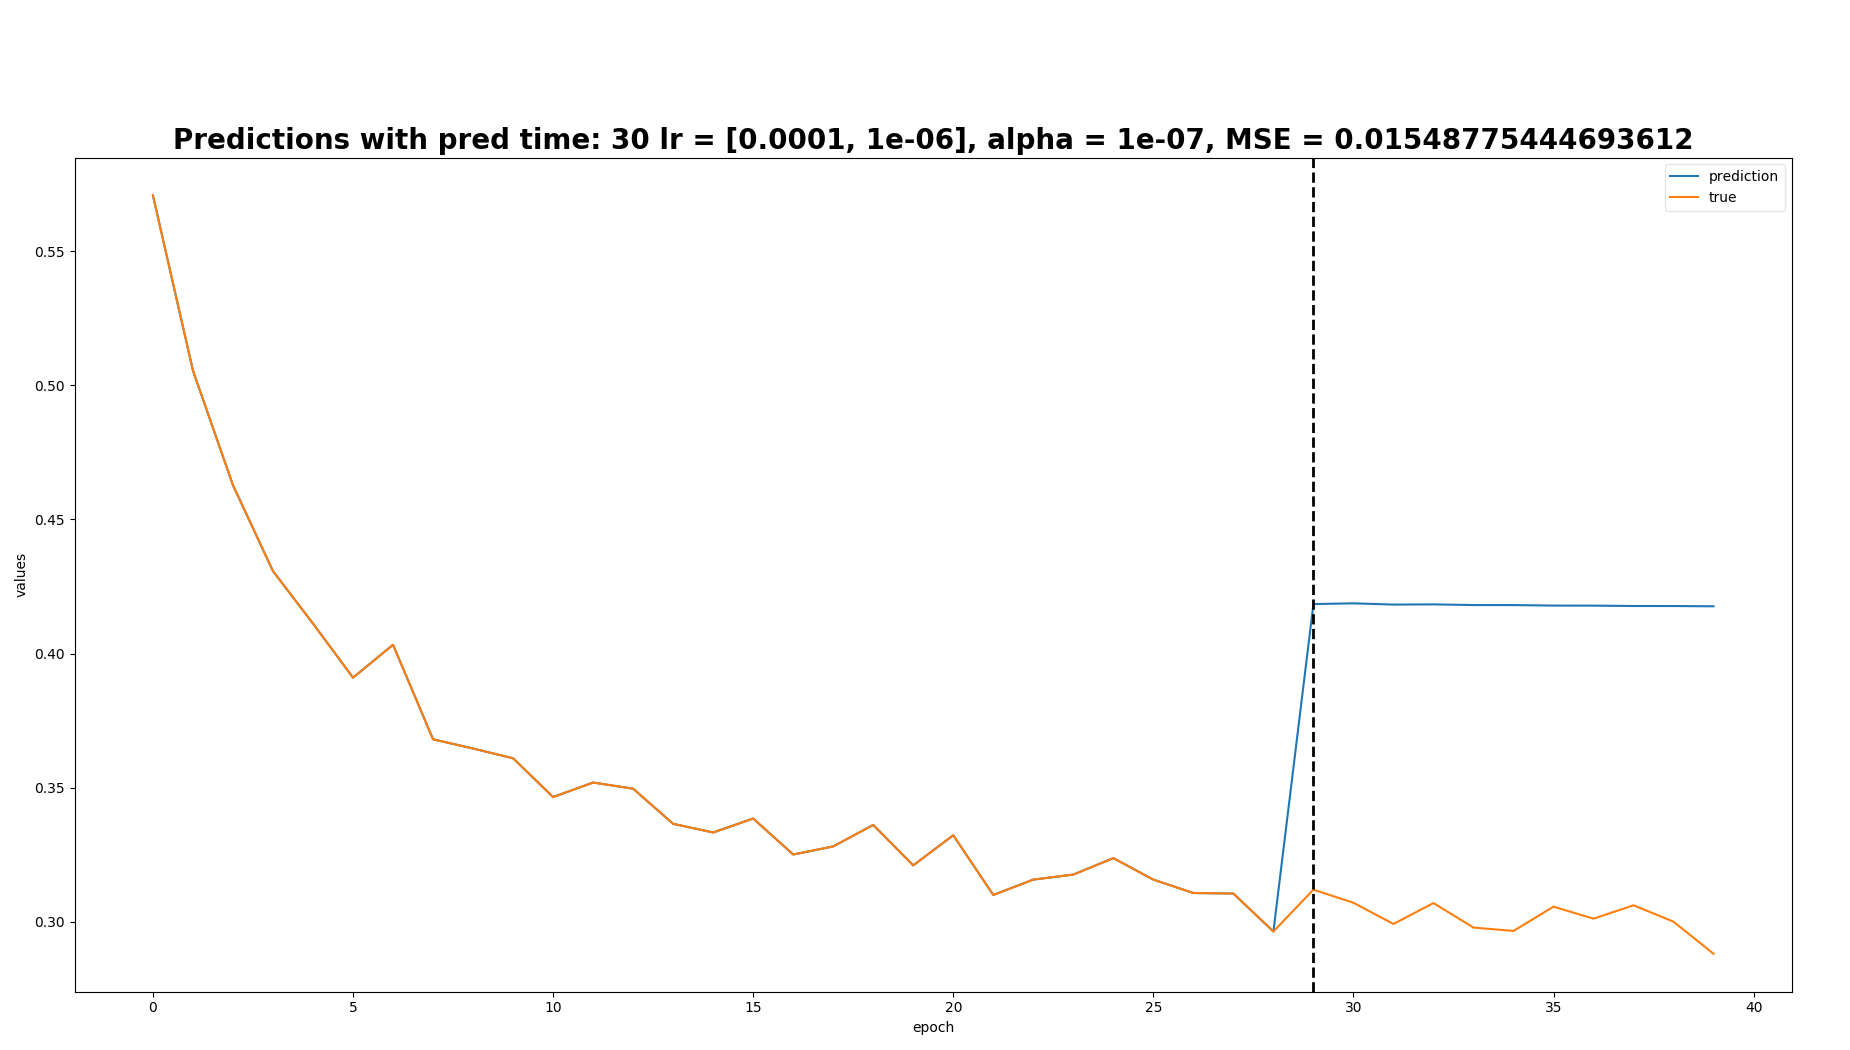 Predictions with pred time: 30 lr = [0.0001, 1e-06], alpha = 1e-07, MSE = 0.01548775444693612
prediction
true
0.55
0.50
0.45
0.40
0.35
0.30
values
0 5 10 15 20 25 30 35 40
epoch